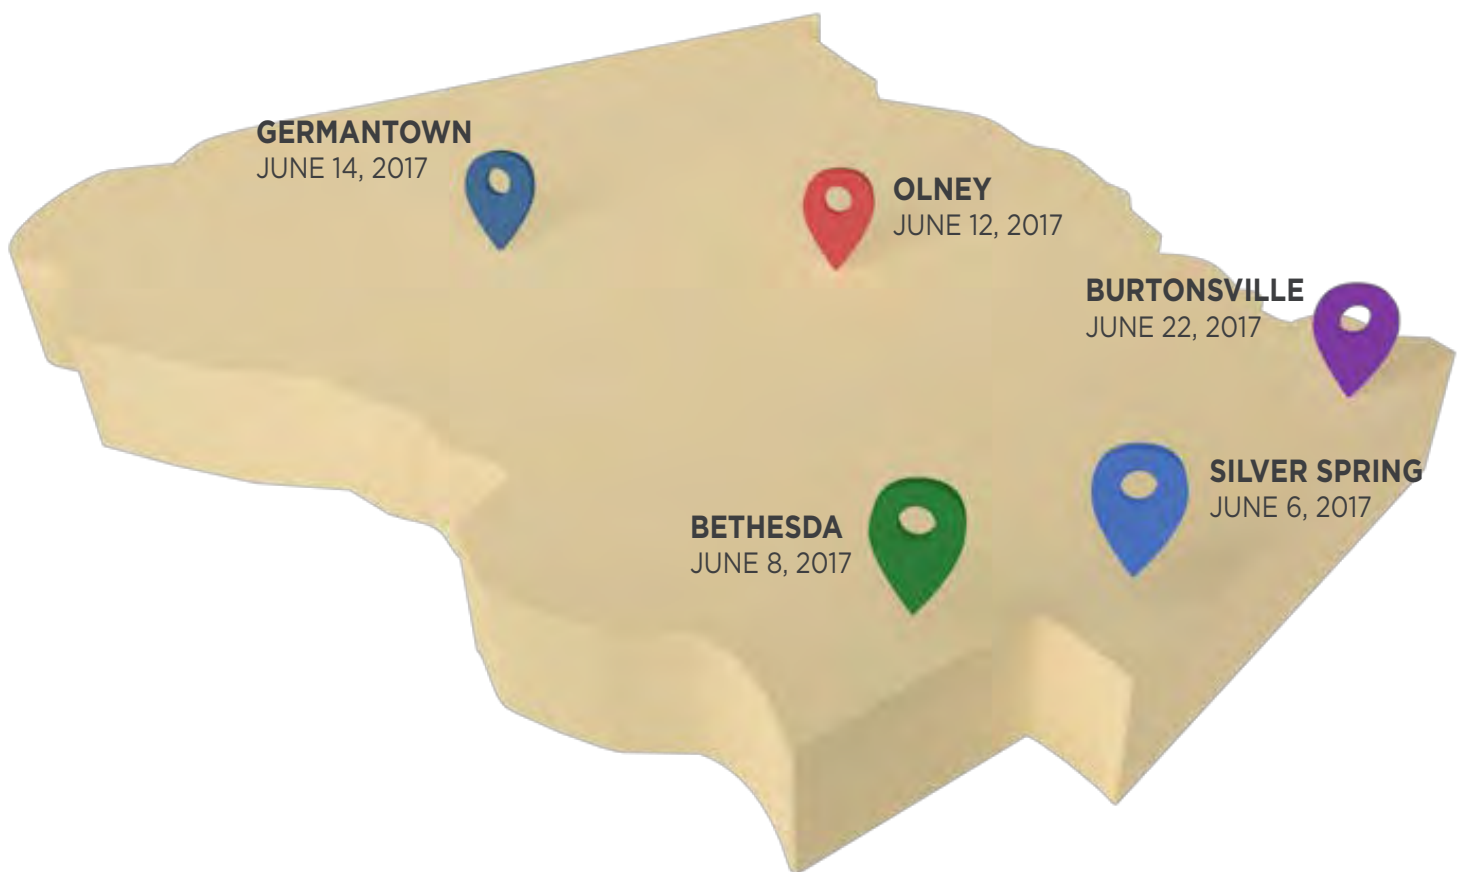 GERMANTOWN
JUNE 14, 2017
OLNEY
JUNE 12, 2017
BURTONSVILLE
JUNE 22, 2017
SILVER SPRING
JUNE 6, 2017
BETHESDA
JUNE 8, 2017